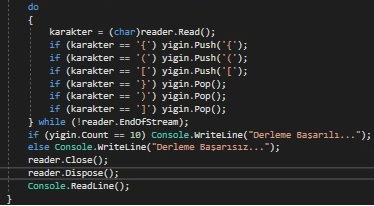 do
{
karakter = (char)reader.Read();
if (karakter == '{') yigin.Push('{');
if (karakter == '(') yigin.Push('(');
if (karakter == '[') yigin.Push('[');
if (karakter == '}') yigin.Pop();
if (karakter == ')') yigin.Pop();
if (karakter == ']') yigin.Pop();
} while (!reader.EndOfStream);
if (yigin.Count == 10) Console.WriteLine("Derleme Başarılı...");
else Console.WriteLine("Derleme Başarısız...");
reader.Close();
reader.Dispose();
Console.ReadLine();
}